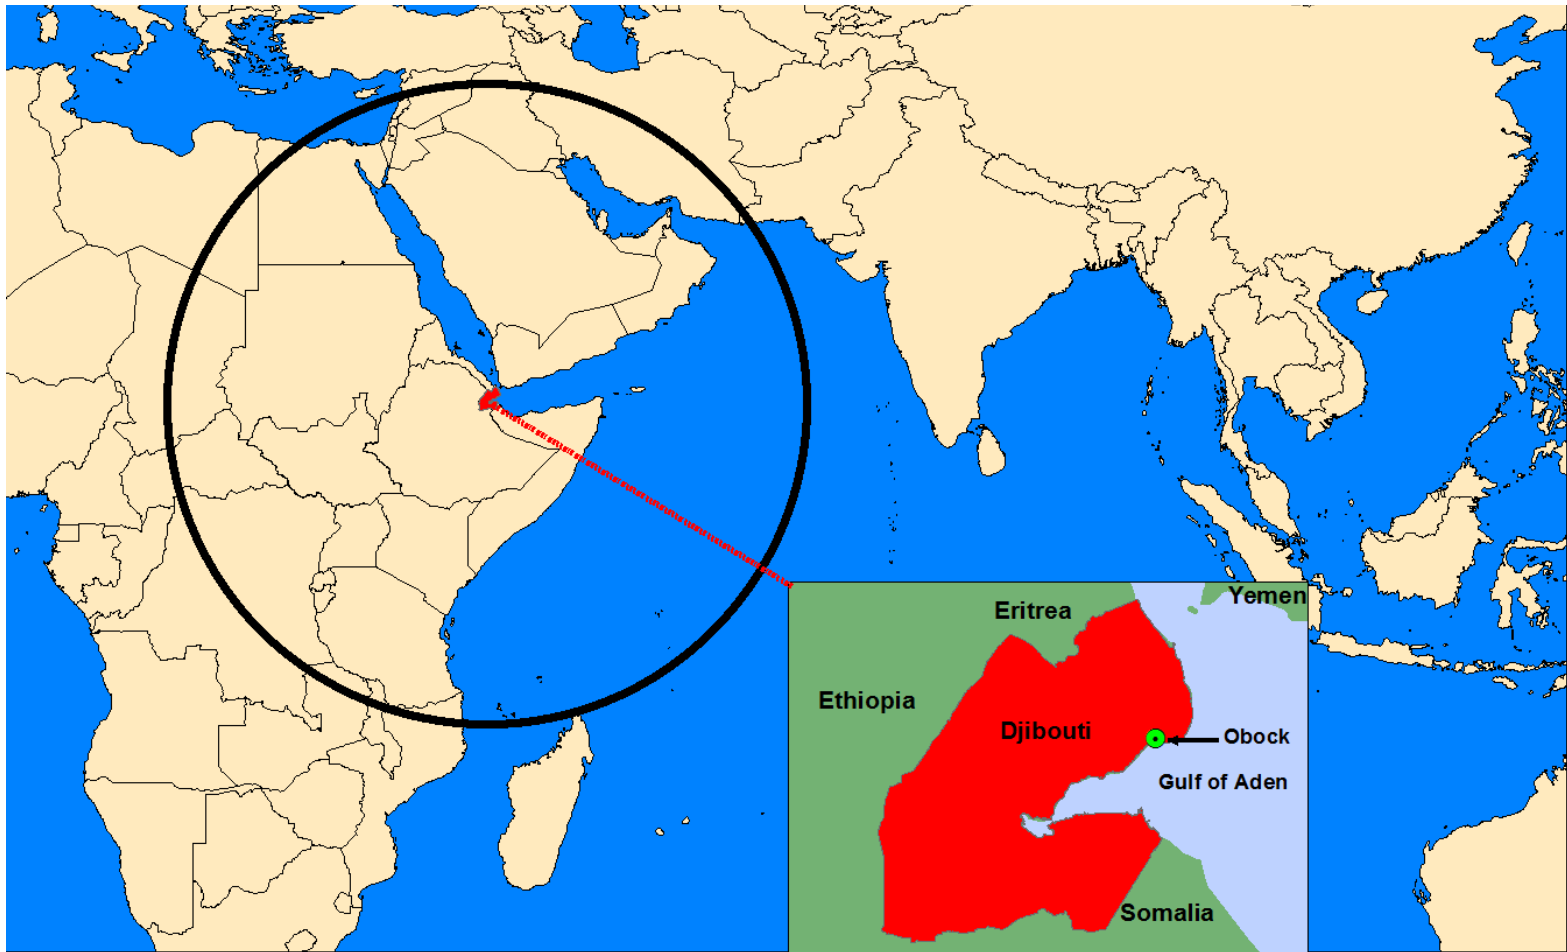 Yemen
Eritrea
Ethiopia
Djibouti
Obock
Gulf of Aden
Somalia